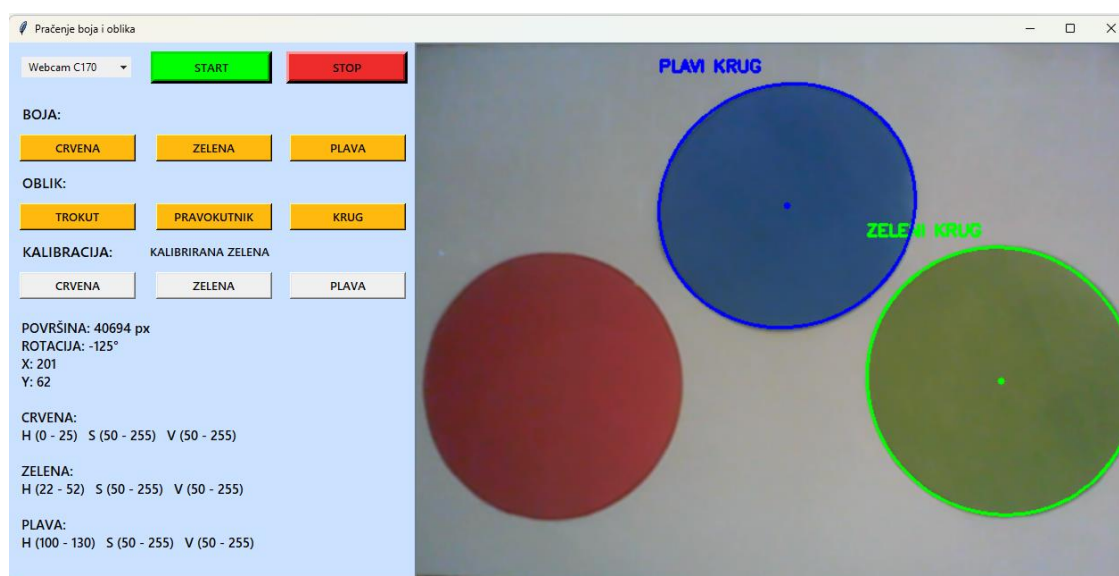 Praćenje boja i oblika
Webcam C170 START STOP
BOJA:
CRVENA ZELENA PLAVA
OBLIK:
TROKUT PRAVOKUTNIK KRUG
KALIBRACIJA: KALIBRIRANA ZELENA
CRVENA ZELENA PLAVA
POVRŠINA: 40694 px
ROTACIJA: -125°
X: 201
Y: 62
CRVENA:
H (0 - 25) S (50 - 255) V (50 - 255)
ZELENA:
H (22 - 52) S (50 - 255) V (50 - 255)
PLAVA:
H (100 - 130) S (50 - 255) V (50 - 255)
PLAVI KRUG
ZELENI KRUG